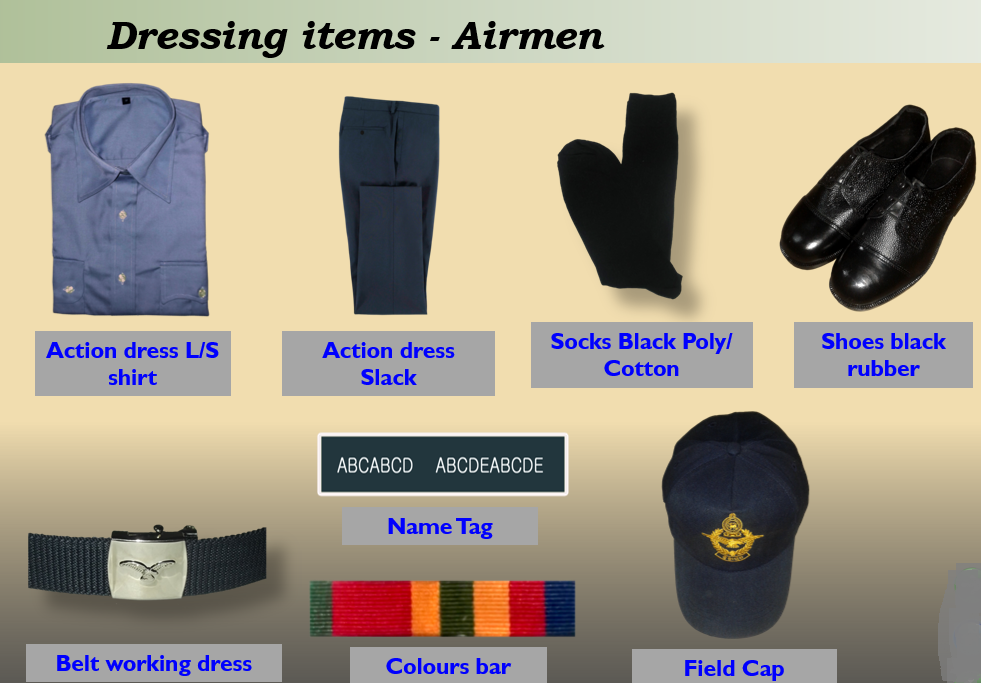 Dressing items - Airmen
Action dress L/S
shirt
Action dress
Slack
Socks Black Poly/
Cotton
Shoes black
rubber
ABCABCD ABCDEABCDE
Name Tag
Belt working dress
Colours bar
Field Cap